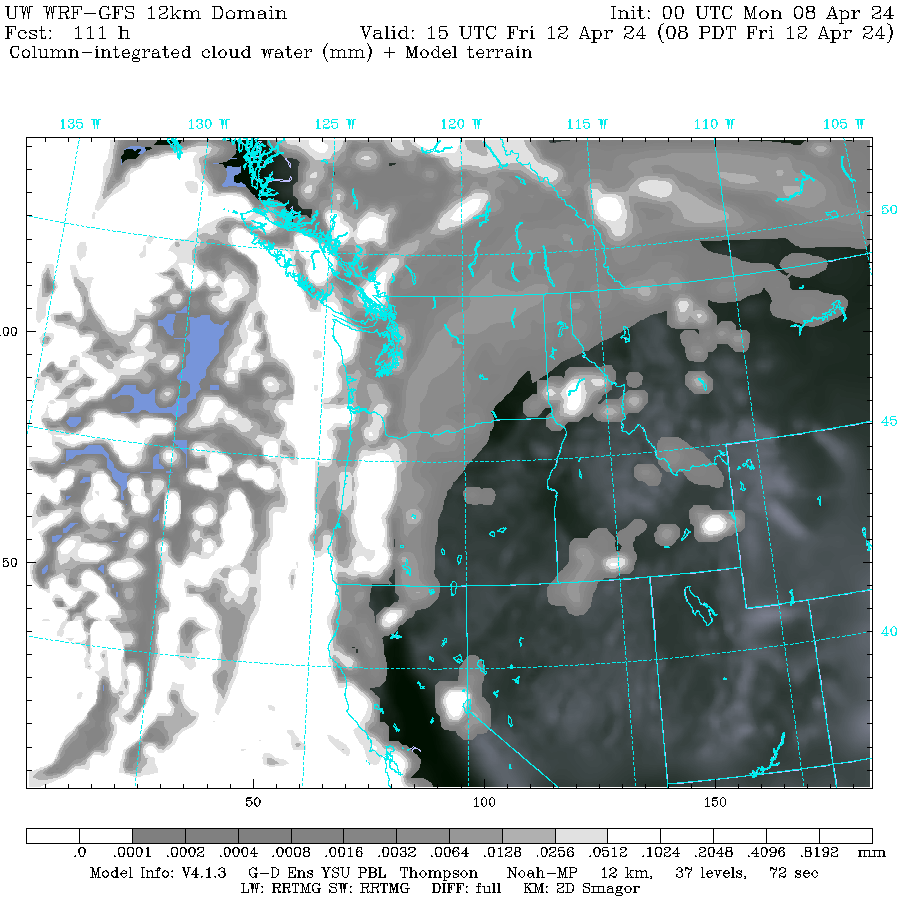 UW WRF-GFS 12km Domain Init: 00 UTC Mon 08 Apr 24
Fcst: 111 h Valid: 15 UTC Fri 12 Apr 24 (08 PDT Fri 12 Apr 24)
Column-integrated cloud water (mm) + Model terrain
135 W 130 W 125 W 120 W 115 W 110 W 105 W
50
00
45
50
40
50 100 150
.0 .0001 .0002 .0004 .0008 .0016 .0032 .0064 .0128 .0256 .0512 .1024 .2048 .4096 .8192 mm
Model Info: V4.1.3 G-D Ens YSU PBL Thompson Noah-MP 12 km, 37 levels, 72 sec
LW: RRTMG SW: RRTMG DIFF: full KM: 2D Smagor